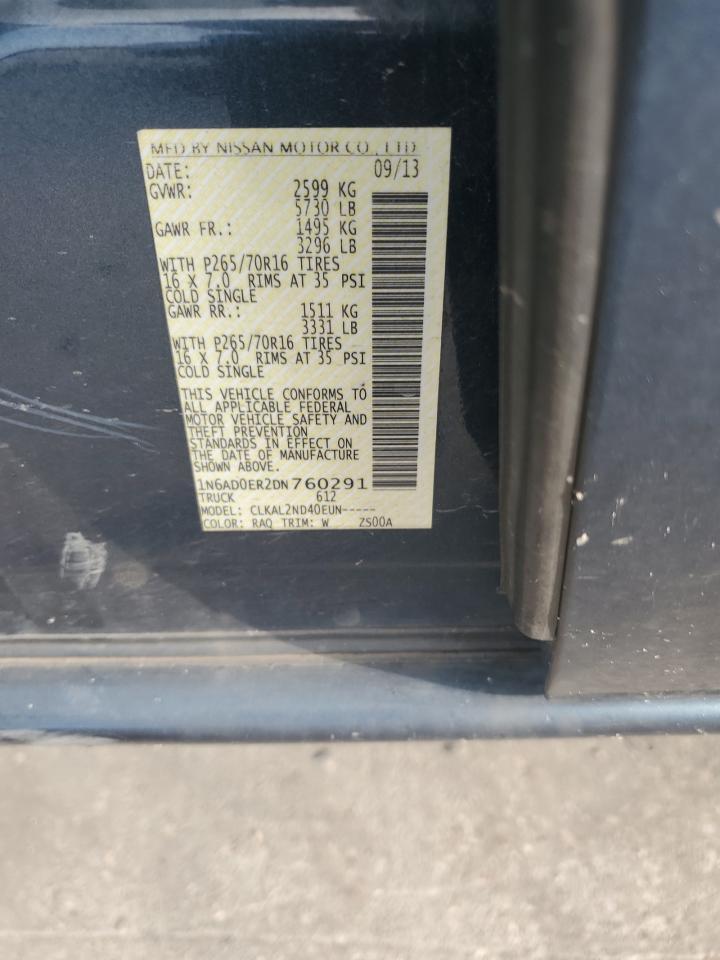 MFD BY NISSAN MOTOR CO., LTD.
DATE: 09/13
GVWR: 2599 KG
5730 LB
GAWR FR.: 1495 KG
3296 LB
WITH P265/70R16 TIRES
16 X 7.0 RIMS AT 35 PSI
COLD SINGLE
GAWR RR.: 1511 KG
3331 LB
WITH P265/70R16 TIRES
16 X 7.0 RIMS AT 35 PSI
COLD SINGLE
THIS VEHICLE CONFORMS TO
ALL APPLICABLE FEDERAL
MOTOR VEHICLE SAFETY AND
THEFT PREVENTION
STANDARDS IN EFFECT ON
THE DATE OF MANUFACTURE
SHOWN ABOVE.
1N6AD0ER2DN760291
TRUCK 612
MODEL: CLKAL2ND40EUN-----
COLOR: RAQ TRIM: W ZS00A